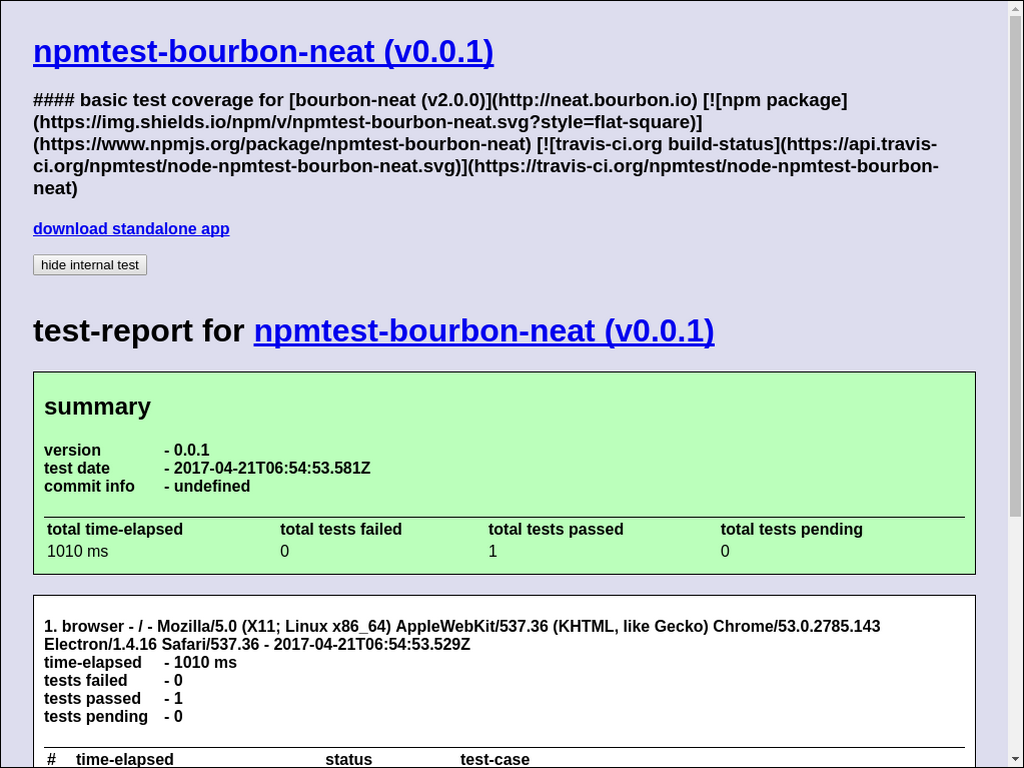 npmtest-bourbon-neat (v0.0.1)
#### basic test coverage for [bourbon-neat (v2.0.0)](http://neat.bourbon.io) [![npm package]
(https://img.shields.io/npm/v/npmtest-bourbon-neat.svg?style=flat-square)]
(https://www.npmjs.org/package/npmtest-bourbon-neat) [![travis-ci.org build-status](https://api.travis-
ci.org/npmtest/node-npmtest-bourbon-neat.svg)](https://travis-ci.org/npmtest/node-npmtest-bourbon-
neat)
download standalone app
hide internal test
test-report for npmtest-bourbon-neat (v0.0.1)
summary
version - 0.0.1
test date - 2017-04-21T06:54:53.581Z
commit info - undefined
total time-elapsed total tests failed total tests passed total tests pending
1010 ms 0 1 0
1. browser - / - Mozilla/5.0 (X11; Linux x86_64) AppleWebKit/537.36 (KHTML, like Gecko) Chrome/53.0.2785.143
Electron/1.4.16 Safari/537.36 - 2017-04-21T06:54:53.529Z
time-elapsed - 1010 ms
tests failed - 0
tests passed - 1
tests pending - 0
# time-elapsed status test-case